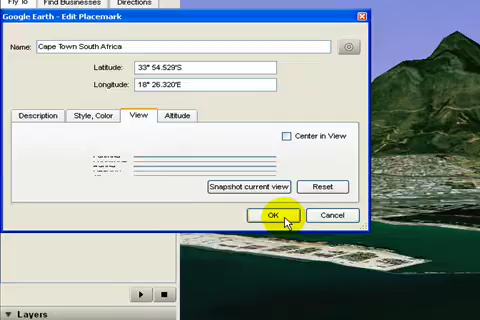 Fly To Find Businesses Directions
Google Earth - Edit Placemark
Name: Cape Town South Africa
Latitude: 33° 54.529"S
Longitude: 18° 26.320"E
Description Style, Color View Altitude
Center in View
Snapshot current view Reset
OK Cancel
Layers